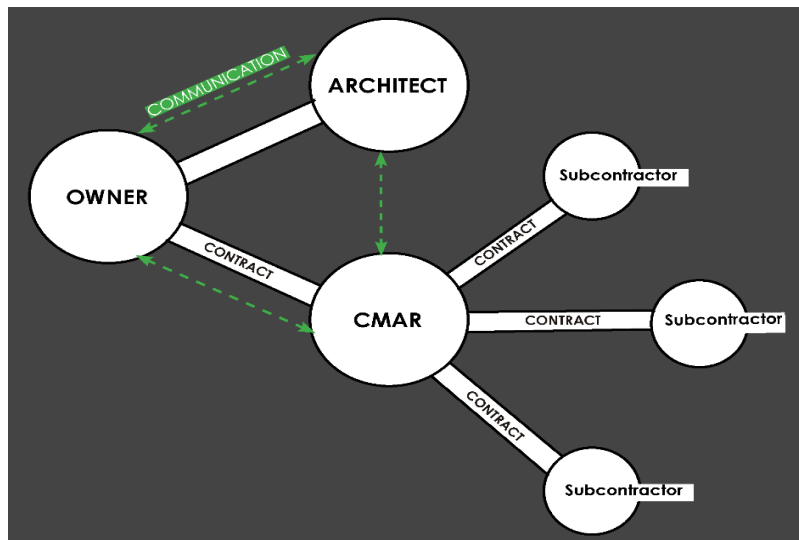 COMMUNICATION
ARCHITECT
OWNER
Subcontractor
CONTRACT
CONTRACT
CMAR
CONTRACT
Subcontractor
CONTRACT
Subcontractor